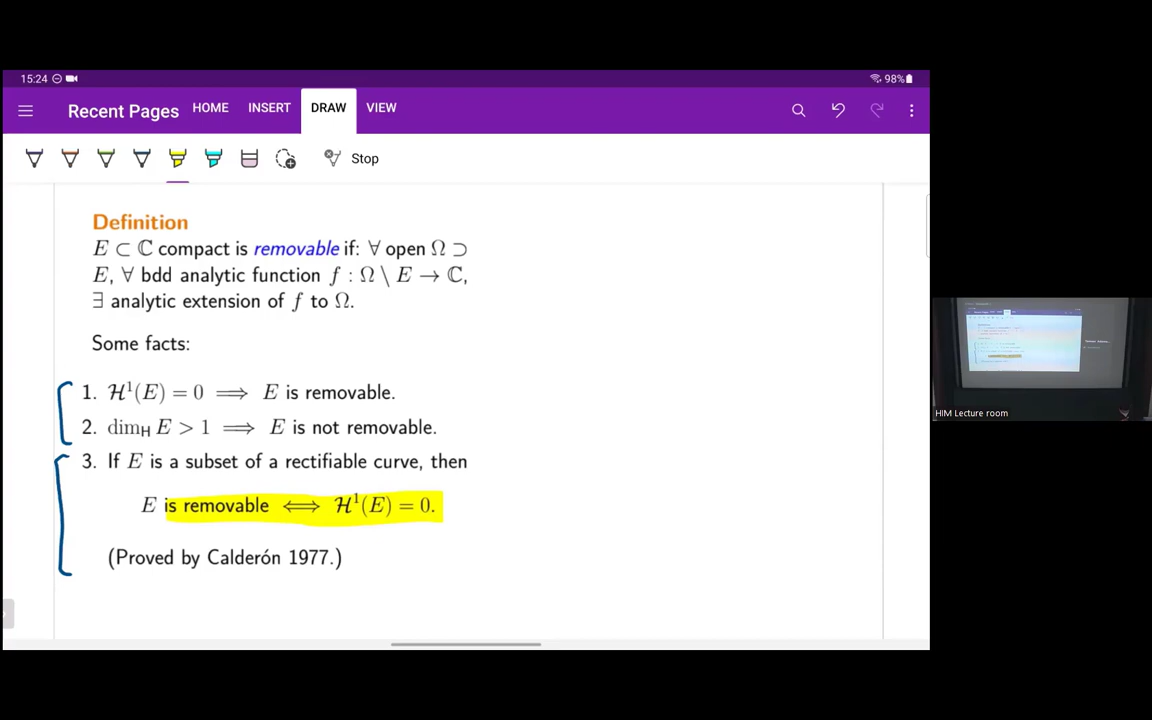 15:24
98%
Recent Pages HOME INSERT DRAW VIEW
Stop
Definition
E ⊂ ℂ compact is removable if: ∀ open Ω ⊃
E, ∀ bdd analytic function f : Ω \ E → ℂ,
∃ analytic extension of f to Ω.
Some facts:
1. ℋ¹(E) = 0 ⟹ E is removable.
2. dim_H E > 1 ⟹ E is not removable.
3. If E is a subset of a rectifiable curve, then
E is removable ⟺ ℋ¹(E) = 0.
(Proved by Calderón 1977.)
HIM Lecture room